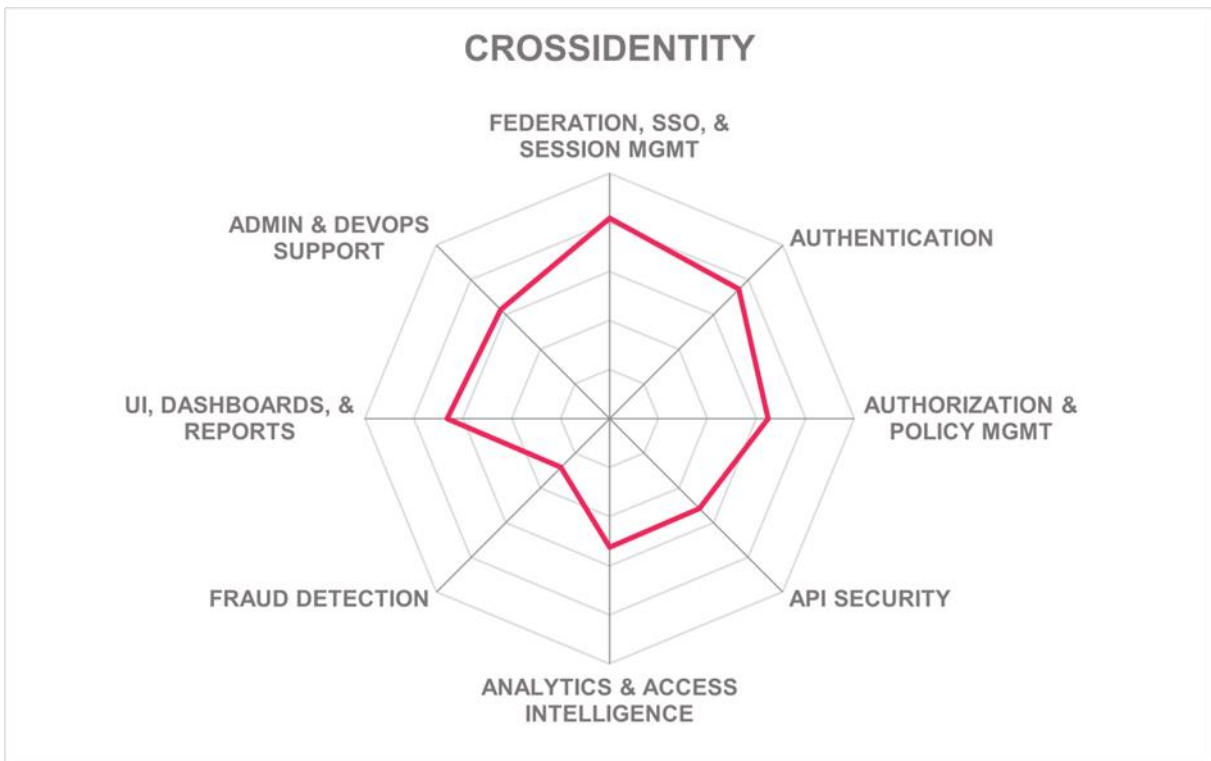 CROSSIDENTITY
FEDERATION, SSO, &
SESSION MGMT
ADMIN & DEVOPS
SUPPORT
AUTHENTICATION
UI, DASHBOARDS, &
REPORTS
AUTHORIZATION &
POLICY MGMT
FRAUD DETECTION
API SECURITY
ANALYTICS & ACCESS
INTELLIGENCE